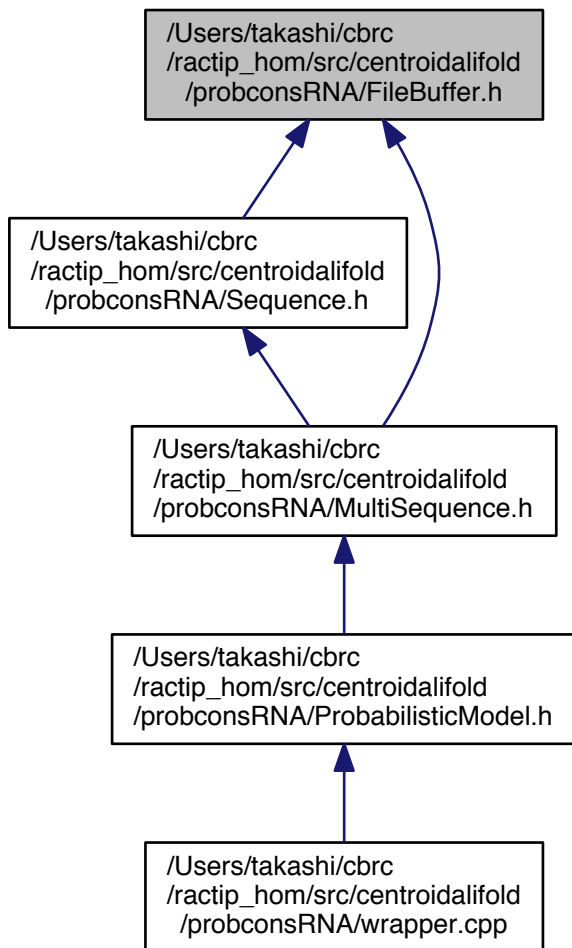 /Users/takashi/cbrc
/ractip_hom/src/centroidalifold
/probconsRNA/FileBuffer.h
/Users/takashi/cbrc
/ractip_hom/src/centroidalifold
/probconsRNA/Sequence.h
/Users/takashi/cbrc
/ractip_hom/src/centroidalifold
/probconsRNA/MultiSequence.h
/Users/takashi/cbrc
/ractip_hom/src/centroidalifold
/probconsRNA/ProbabilisticModel.h
/Users/takashi/cbrc
/ractip_hom/src/centroidalifold
/probconsRNA/wrapper.cpp